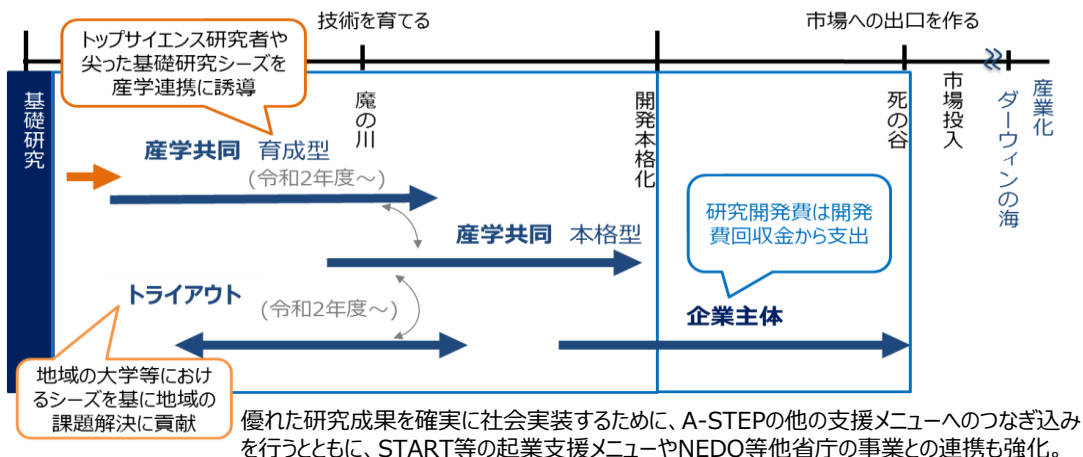 技術を育てる
市場への出口を作る
トップサイエンス研究者や
尖った基礎研究シーズを
産学連携に誘導
基礎研究
魔の川
開発本格化
死の谷
市場投入
ダーウィンの海
産業化
産学共同 育成型
(令和2年度～)
研究開発費は開発
費回収金から支出
産学共同 本格型
トライアウト
(令和2年度～)
企業主体
地域の大学等におけ
るシーズを基に地域の
課題解決に貢献
優れた研究成果を確実に社会実装するために、A-STEPの他の支援メニューへのつなぎ込み
を行うとともに、START等の起業支援メニューやNEDO等他省庁の事業との連携も強化。